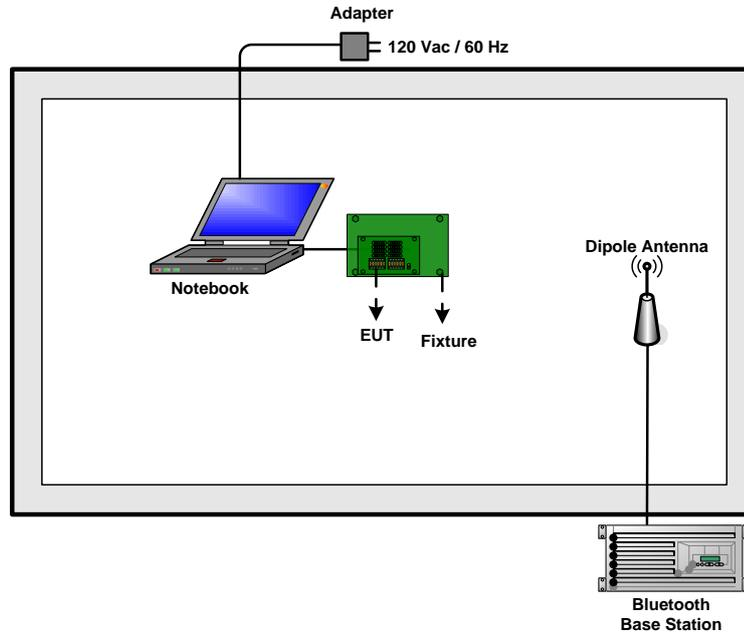 Adapter
120 Vac / 60 Hz
Notebook
Dipole Antenna
EUT
Fixture
Bluetooth
Base Station